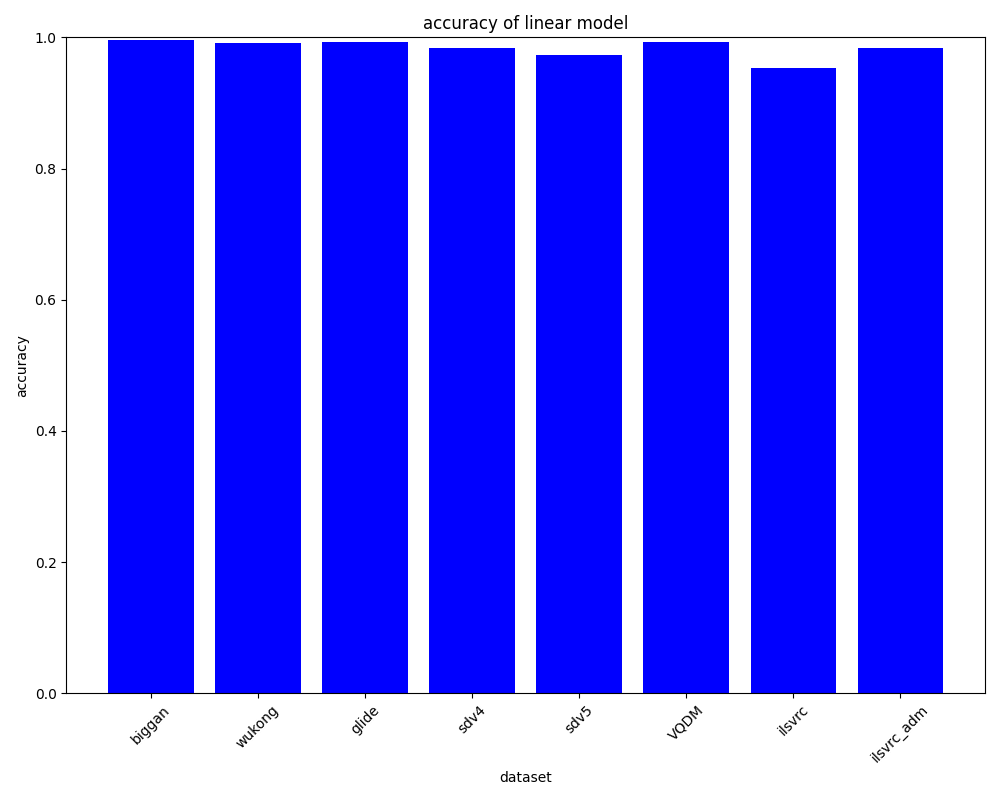 accuracy of linear model
1.0
0.8
0.6
0.4
0.2
0.0
accuracy
biggan
wukong
glide
sdv4
sdv5
VQDM
ilsvrc
ilsvrc_adm
dataset